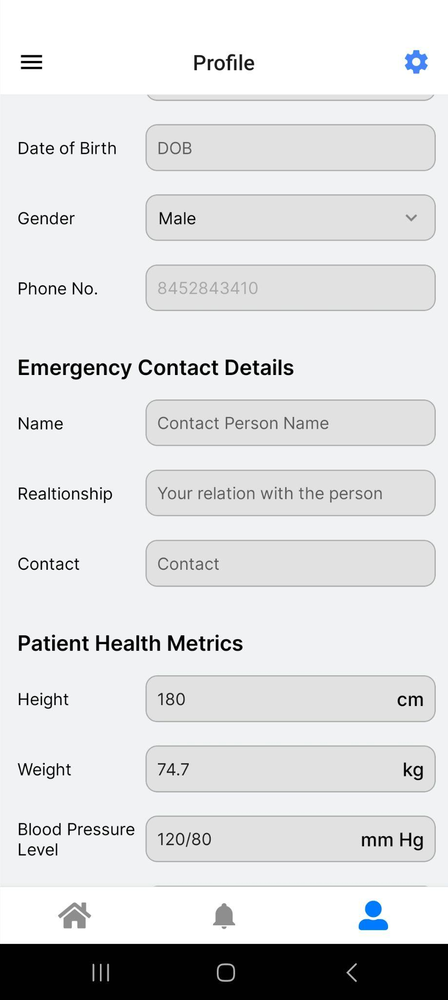 Profile
Date of Birth
DOB
Gender
Male
Phone No.
8452843410
Emergency Contact Details
Name
Contact Person Name
Realtionship
Your relation with the person
Contact
Contact
Patient Health Metrics
Height
180 cm
Weight
74.7 kg
Blood Pressure
Level
120/80 mm Hg